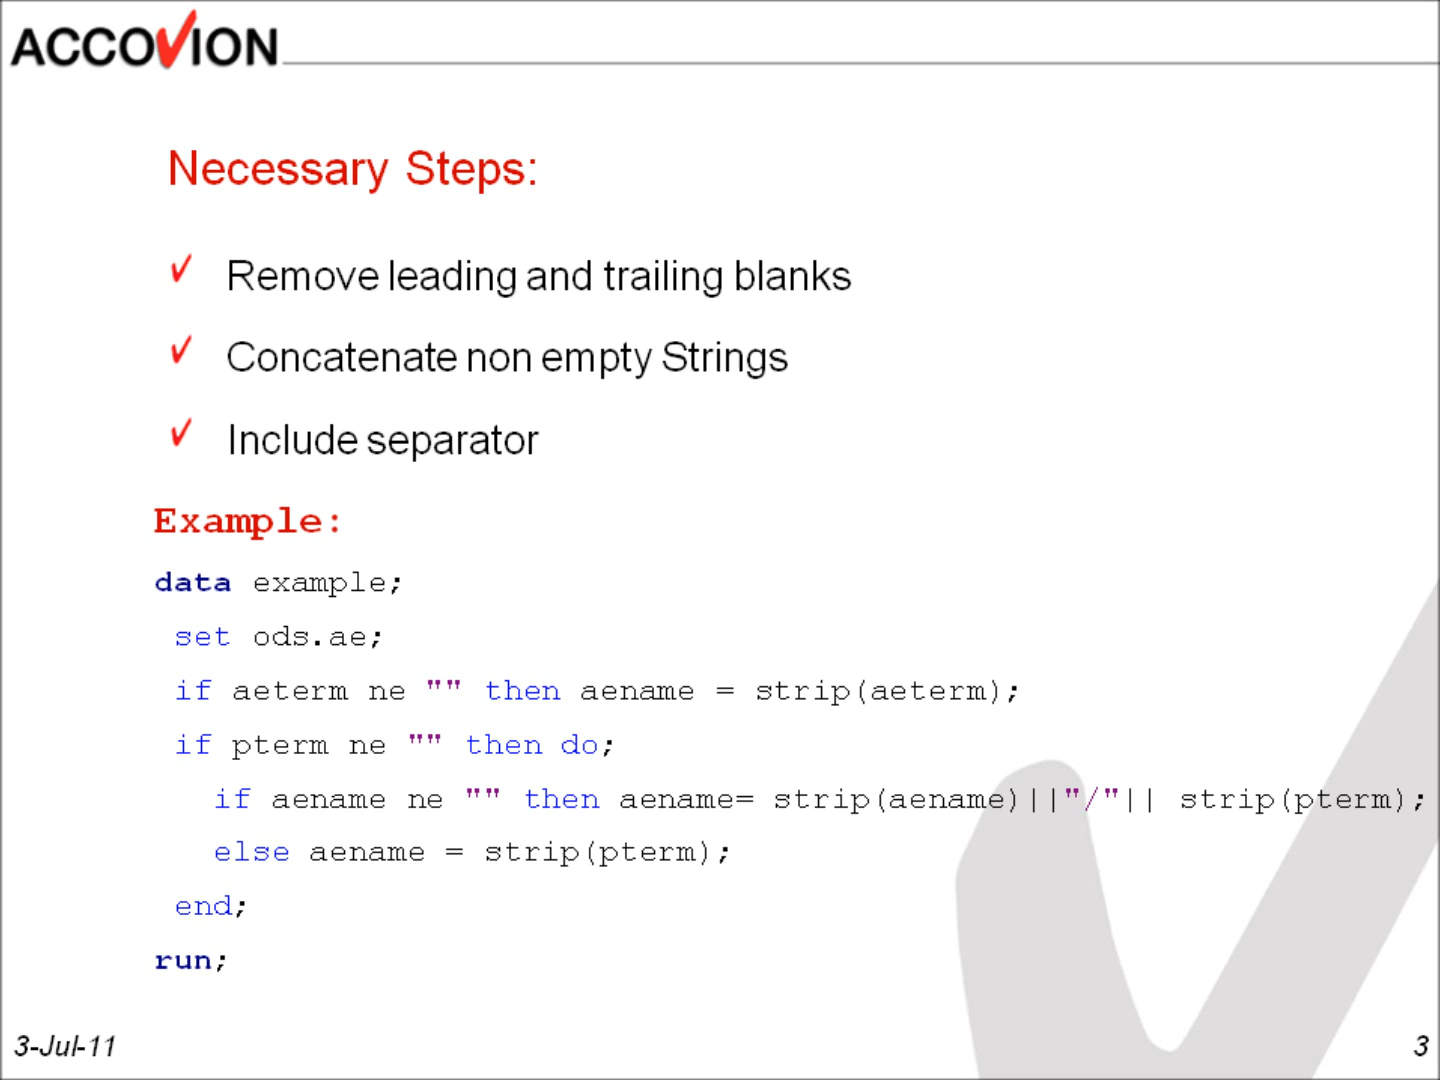 ACCOVION
Necessary Steps:
✓ Remove leading and trailing blanks
✓ Concatenate non empty Strings
✓ Include separator
Example:
data example;
set ods.ae;
if aeterm ne "" then aename = strip(aeterm);
if pterm ne "" then do;
if aename ne "" then aename= strip(aename)||"/"|| strip(pterm);
else aename = strip(pterm);
end;
run;
3-Jul-11
3